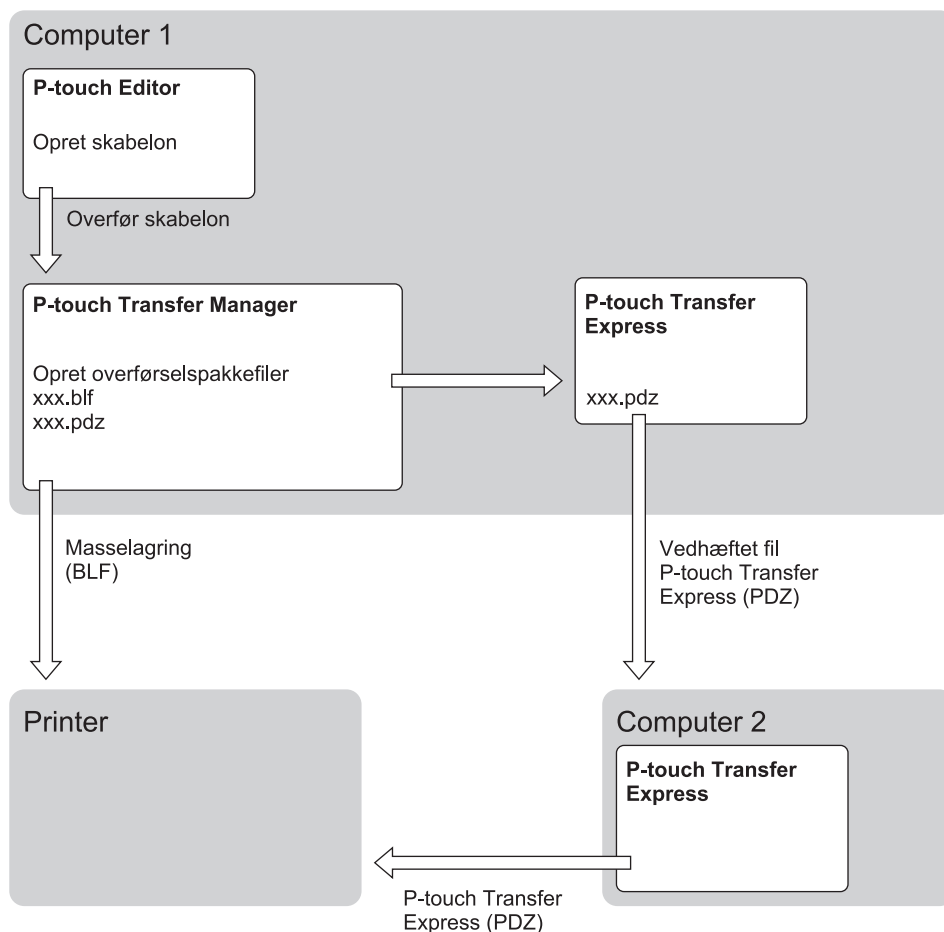 Computer 1
P-touch Editor
Opret skabelon
Overfør skabelon
P-touch Transfer Manager
Opret overførselspakkefiler
xxx.blf
xxx.pdz
P-touch Transfer
Express
xxx.pdz
Masselagring
(BLF)
Vedhæftet fil
P-touch Transfer
Express (PDZ)
Printer
Computer 2
P-touch Transfer
Express
P-touch Transfer
Express (PDZ)